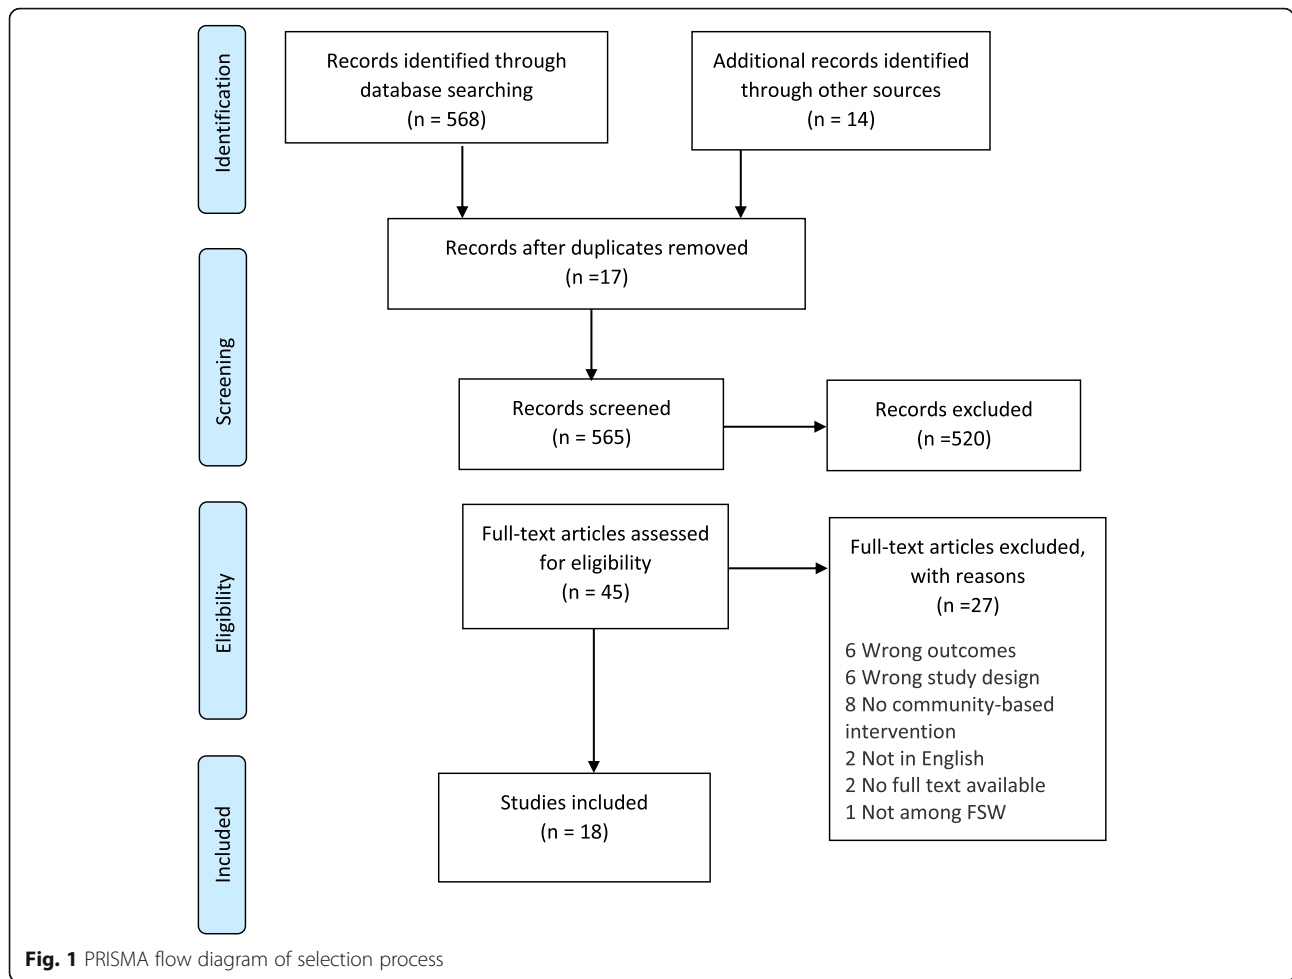 Identification
Records identified through
database searching
(n = 568)
Additional records identified
through other sources
(n = 14)
Records after duplicates removed
(n =17)
Screening
Records screened
(n = 565)
Records excluded
(n =520)
Eligibility
Full-text articles assessed
for eligibility
(n = 45)
Full-text articles excluded,
with reasons
(n =27)
6 Wrong outcomes
6 Wrong study design
8 No community-based
intervention
2 Not in English
2 No full text available
1 Not among FSW
Included
Studies included
(n = 18)
Fig. 1 PRISMA flow diagram of selection process